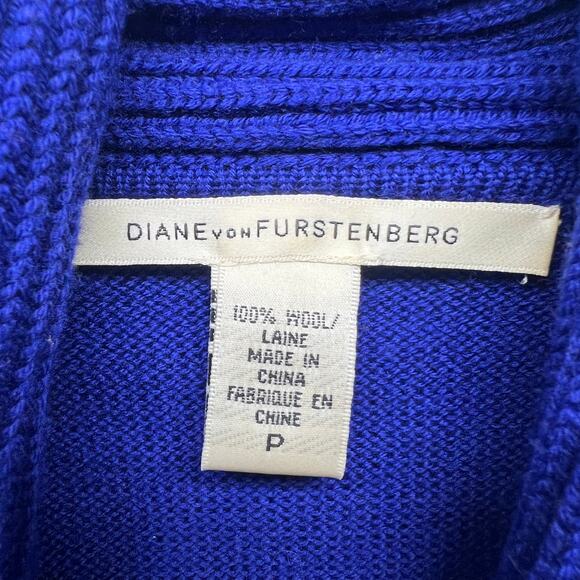 DIANE VON FURSTENBERG
100% WOOL/
LAINE
MADE IN
CHINA
FABRIQUE EN
CHINE
P